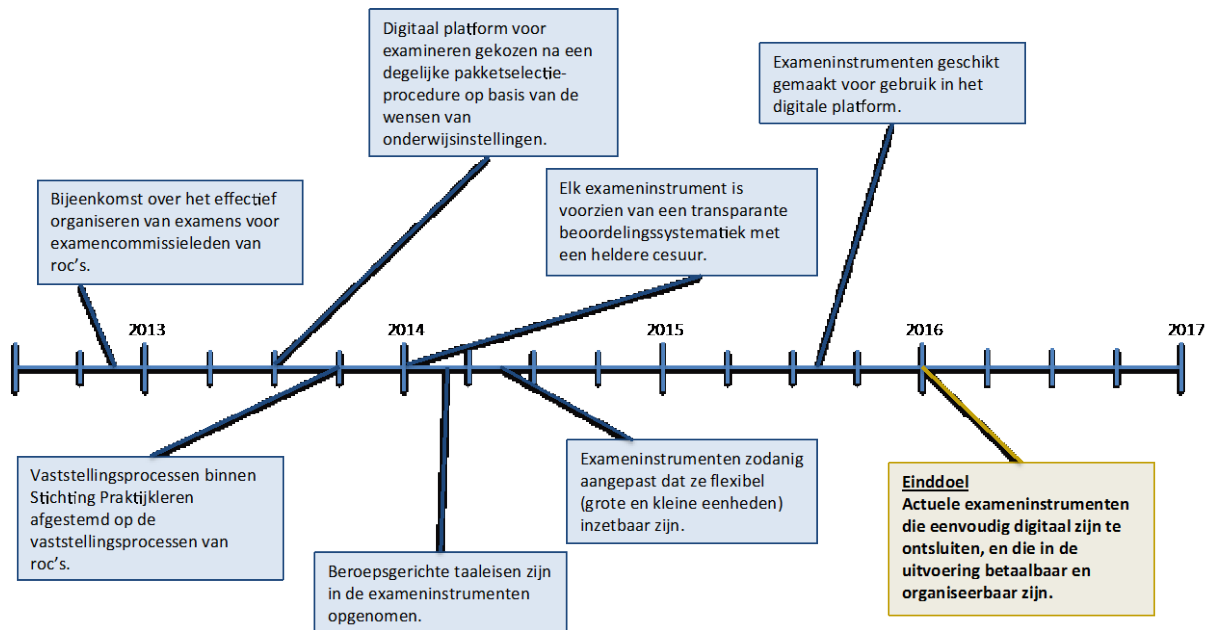 Digitaal platform voor
examineren gekozen na een
degelijke pakketselectie-
procedure op basis van de
wensen van
onderwijsinstellingen.
Exameninstrumenten geschikt
gemaakt voor gebruik in het
digitale platform.
Bijeenkomst over het effectief
organiseren van examens voor
examencommissieleden van
roc's.
Elk exameninstrument is
voorzien van een transparante
beoordelingssystematiek met
een heldere cesuur.
2013
2014
2015
2016
2017
Vaststellingsprocessen binnen
Stichting Praktijkleren
afgestemd op de
vaststellingsprocessen van
roc's.
Beroepsgerichte taaleisen zijn
in de exameninstrumenten
opgenomen.
Exameninstrumenten zodanig
aangepast dat ze flexibel
(grote en kleine eenheden)
inzetbaar zijn.
Einddoel
Actuele exameninstrumenten
die eenvoudig digitaal zijn te
ontsluiten, en die in de
uitvoering betaalbaar en
organiseerbaar zijn.